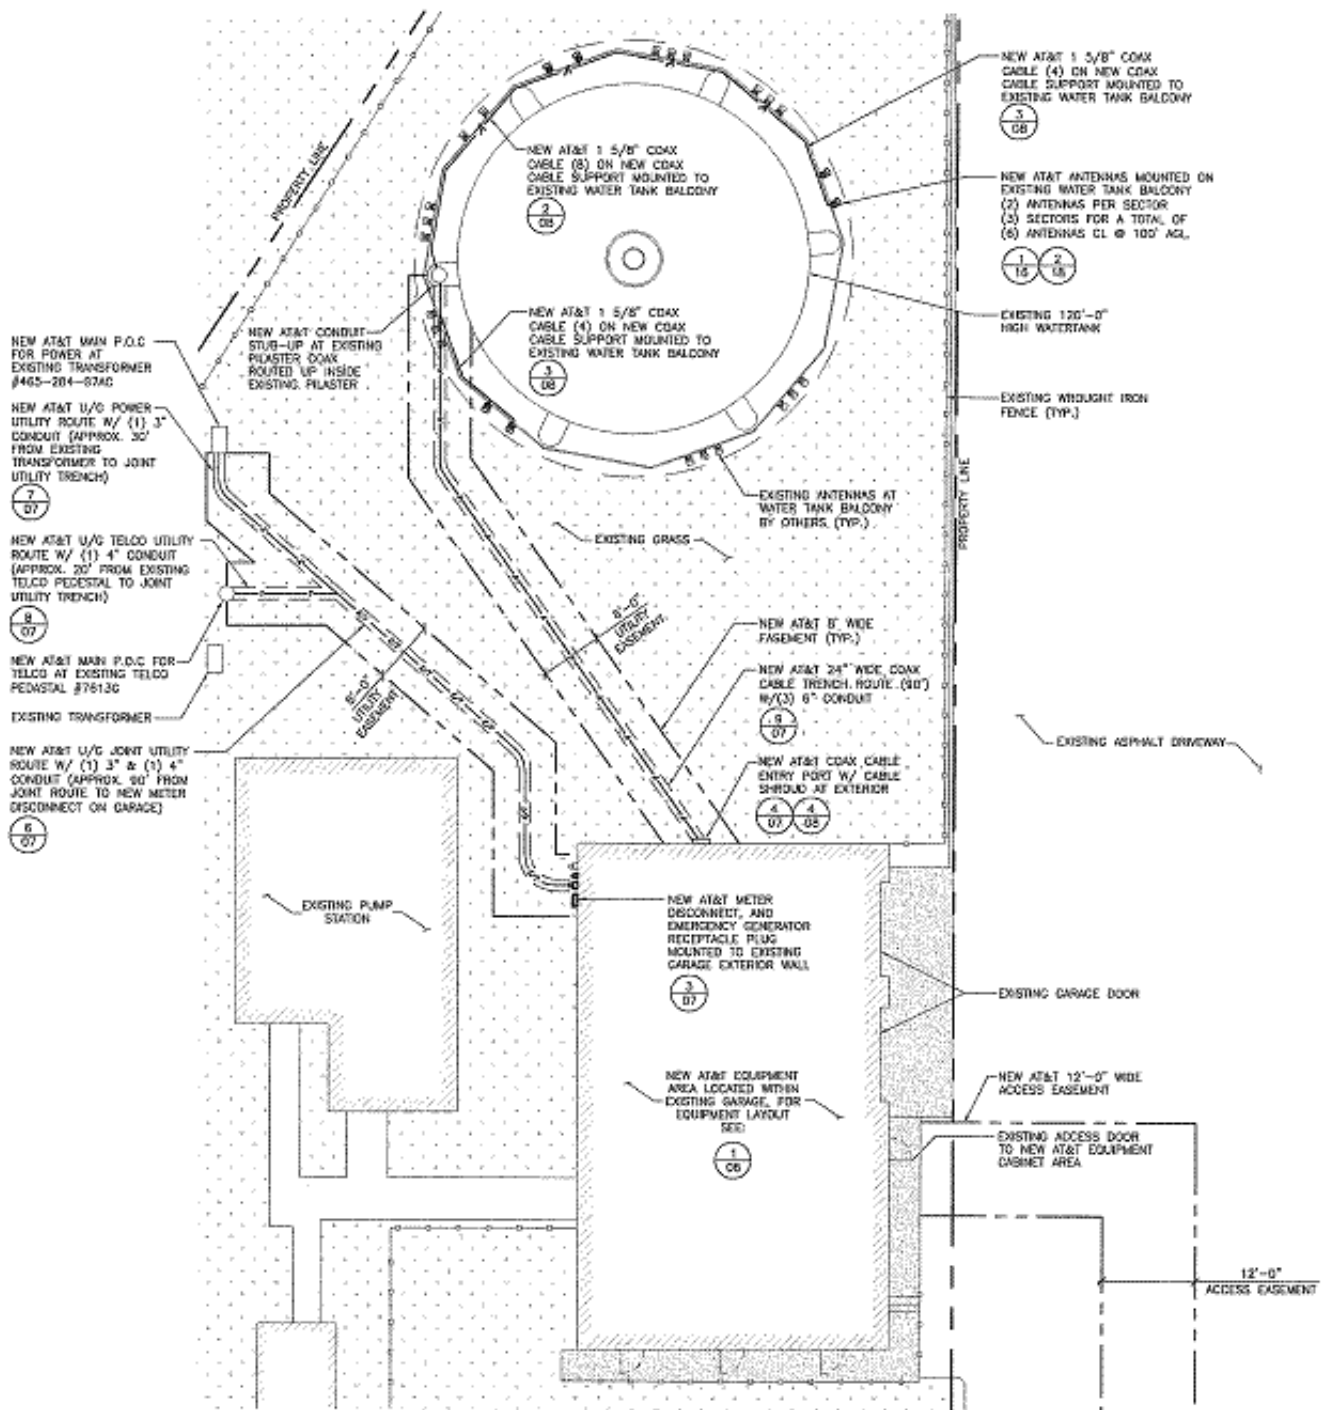 NEW AT&T 1 5/8" COAX
CABLE (4) ON NEW COAX
CABLE SUPPORT MOUNTED TO
EXISTING WATER TANK BALCONY
3
08
NEW AT&T 1 5/8" COAX
CABLE (8) ON NEW COAX
CABLE SUPPORT MOUNTED TO
EXISTING WATER TANK BALCONY
2
08
PROPERTY LINE
NEW AT&T ANTENNAS MOUNTED ON
EXISTING WATER TANK BALCONY
(2) ANTENNAS PER SECTOR
(3) SECTORS FOR A TOTAL OF
(6) ANTENNAS CL @ 100' AGL.
1
2
EXISTING 120'-0"
HIGH WATERTANK
NEW AT&T 1 5/8" COAX
CABLE (4) ON NEW COAX
CABLE SUPPORT MOUNTED TO
EXISTING WATER TANK BALCONY
3
08
NEW AT&T CONDUIT
STUB-UP AT EXISTING
PILASTER COAX
ROUTED UP INSIDE
EXISTING PILASTER
NEW AT&T MAIN P.O.C
FOR POWER AT
EXISTING TRANSFORMER
EXISTING WROUGHT IRON
FENCE (TYP.)
NEW AT&T U/G POWER
UTILITY ROUTE W/ (1) 3"
CONDUIT (APPROX. 30'
FROM EXISTING
TRANSFORMER TO JOINT
UTILITY TRENCH)
7
07
PROPERTY LINE
EXISTING ANTENNAS AT
WATER TANK BALCONY
BY OTHERS (TYP.)
EXISTING GRASS
NEW AT&T U/G TELCO UTILITY
ROUTE W/ (1) 4" CONDUIT
(APPROX. 20' FROM EXISTING
TELCO PEDESTAL TO JOINT
UTILITY TRENCH)
8
07
8'-0"
UTILITY
EASEMENT
NEW AT&T 8' WIDE
EASEMENT (TYP.)
NEW AT&T MAIN P.O.C FOR
TELCO AT EXISTING TELCO
PEDASTAL #7613G
8'-0"
UTILITY
EASEMENT
NEW AT&T 24" WIDE COAX
CABLE TRENCH ROUTE (90')
W/(3) 6" CONDUIT
9
07
EXISTING TRANSFORMER
EXISTING ASPHALT DRIVEWAY
NEW AT&T U/G JOINT UTILITY
ROUTE W/ (1) 3" & (1) 4"
CONDUIT (APPROX. 90' FROM
JOINT ROUTE TO NEW METER
DISCONNECT ON GARAGE)
6
07
NEW AT&T COAX CABLE
ENTRY PORT W/ CABLE
SHROUD AT EXTERIOR
4
07
4
08
EXISTING PUMP
STATION
NEW AT&T METER
DISCONNECT, AND
EMERGENCY GENERATOR
RECEPTACLE PLUG
MOUNTED TO EXISTING
GARAGE EXTERIOR WALL
3
07
EXISTING GARAGE DOOR
NEW AT&T EQUIPMENT
AREA LOCATED WITHIN
EXISTING GARAGE, FOR
EQUIPMENT LAYOUT
SEE:
1
06
NEW AT&T 12'-0" WIDE
ACCESS EASEMENT
EXISTING ACCESS DOOR
TO NEW AT&T EQUIPMENT
CABINET AREA
12'-0"
ACCESS EASEMENT